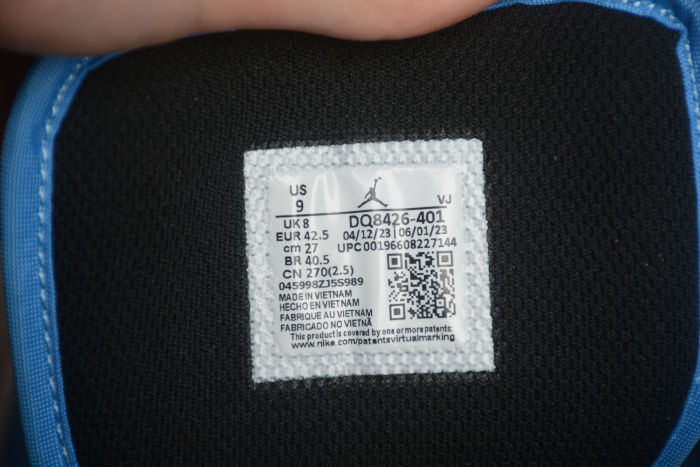 US
9
VJ
UK 8
DQ8426-401
EUR 42.5
04/12/23 | 06/01/23
cm 27
UPC 00196608227144
BR 40.5
CN 270(2.5)
045998ZJ5S989
MADE IN VIETNAM
HECHO EN VIETNAM
FABRIQUE AU VIETNAM
FABRICADO NO VIETNÃ
This product is covered by one or more patents:
www.nike.com/patentsvirtualmarking